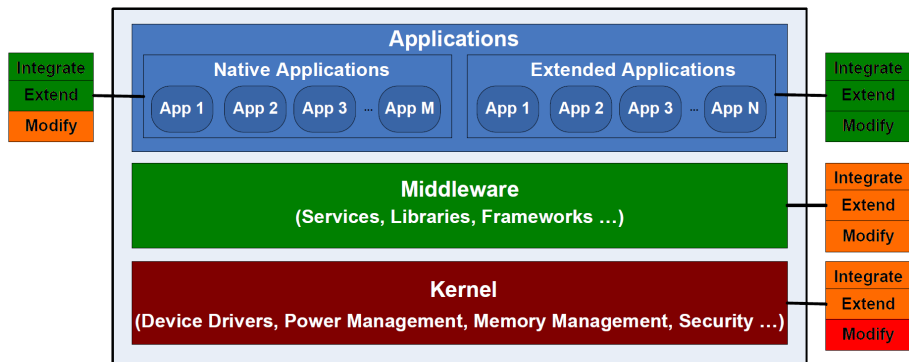 Applications
Integrate
Extend
Modify
Native Applications
App 1 App 2 App 3 ... App M
Extended Applications
App 1 App 2 App 3 ... App N
Integrate
Extend
Modify
Middleware
(Services, Libraries, Frameworks ...)
Integrate
Extend
Modify
Kernel
(Device Drivers, Power Management, Memory Management, Security ...)
Integrate
Extend
Modify